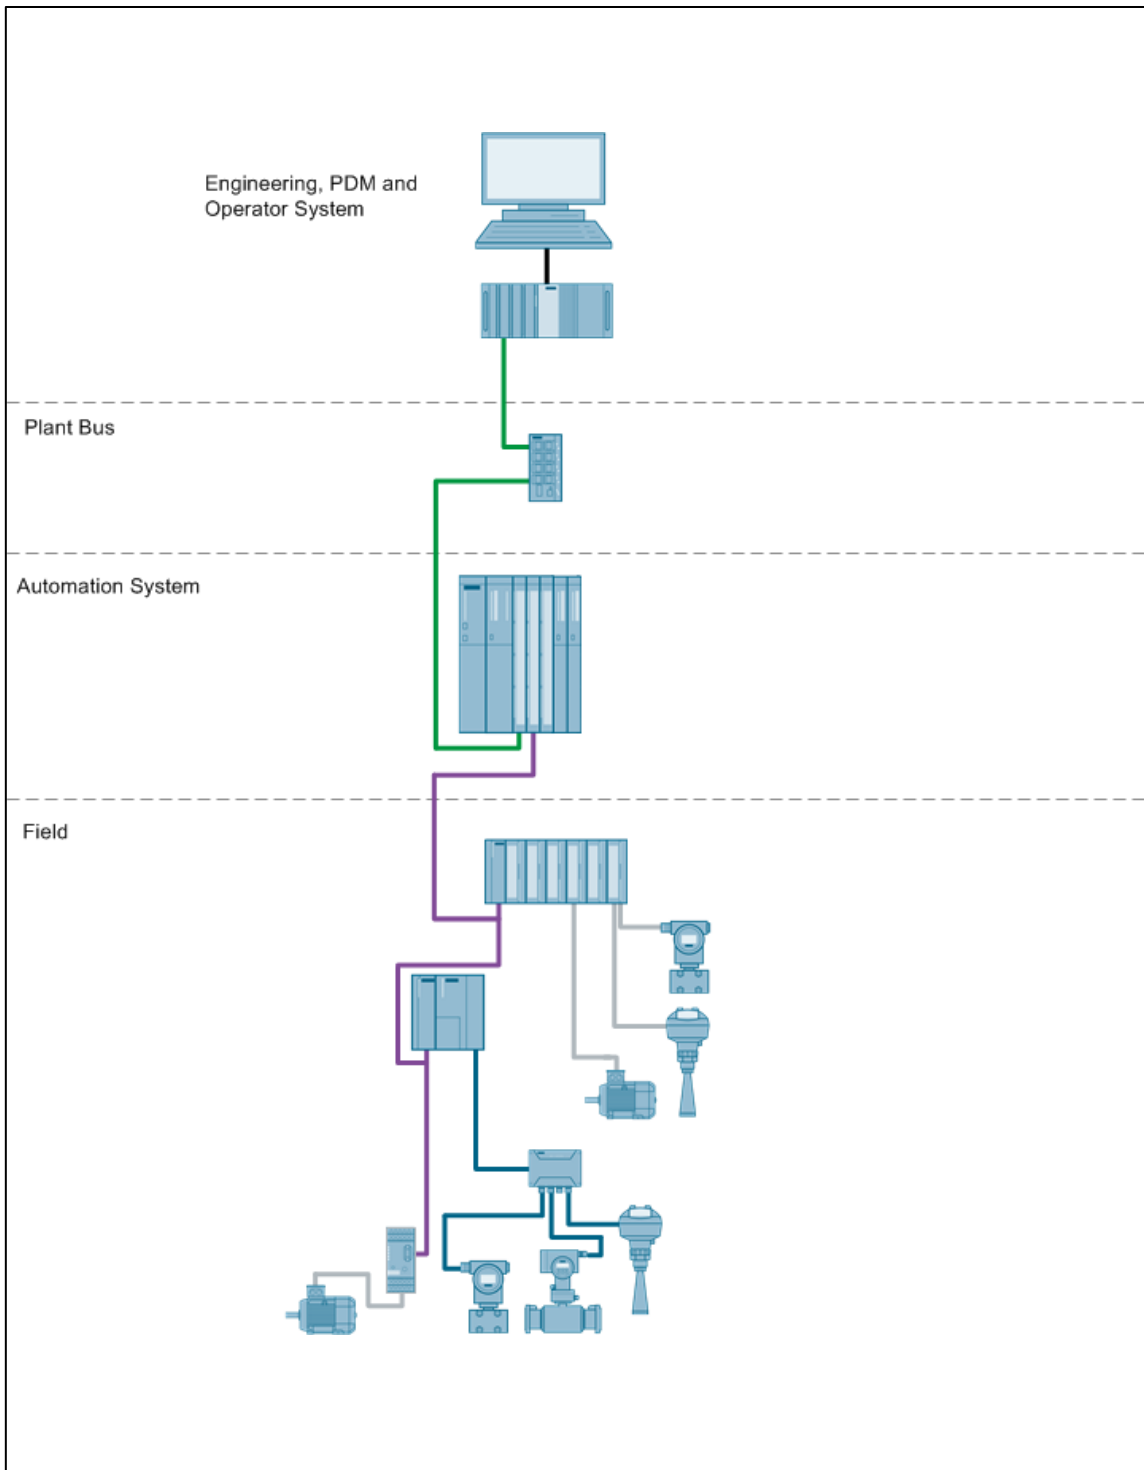 Engineering, PDM and
Operator System
Plant Bus
Automation System
Field